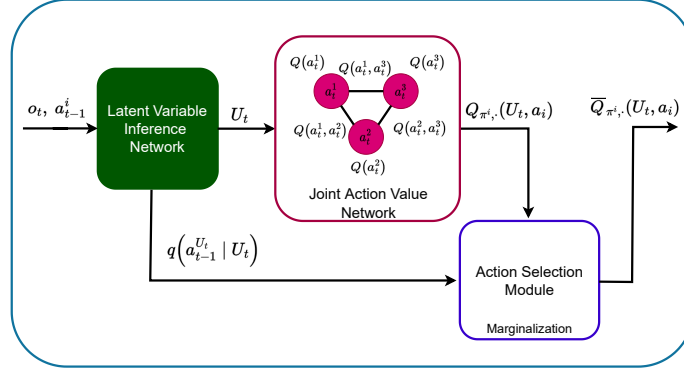 Q(a_t^1)
Q(a_t^1, a_t^3)
Q(a_t^3)
a_t^1
a_t^3
o_t, a_{t-1}^i
Latent Variable
Inference
Network
U_t
Q(a_t^1, a_t^2)
a_t^2
Q(a_t^2, a_t^3)
Q(a_t^2)
Joint Action Value
Network
Q_{π^i,·}(U_t, a_i)
\overline{Q}_{π^i,·}(U_t, a_i)
q(a_{t-1}^{U_t} | U_t)
Action Selection
Module
Marginalization